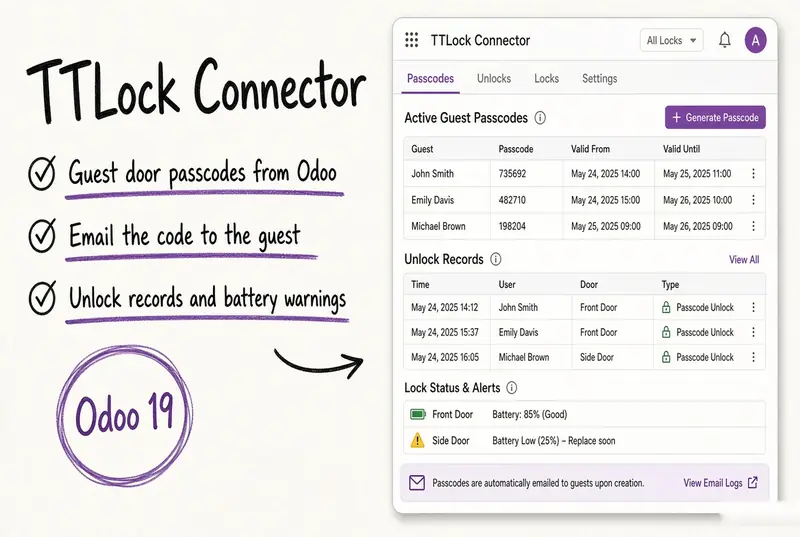 TTLock Connector
Guest door passcodes from Odoo
Email the code to the guest
Unlock records and battery warnings
Odoo 19
TTLock Connector
All Locks
A
Passcodes Unlocks Locks Settings
Active Guest Passcodes
+ Generate Passcode
Guest Passcode Valid From Valid Until
John Smith 735692 May 24, 2025 14:00 May 25, 2025 11:00
Emily Davis 482710 May 24, 2025 15:00 May 26, 2025 10:00
Michael Brown 198204 May 25, 2025 09:00 May 26, 2025 09:00
Unlock Records
View All
Time User Door Type
May 24, 2025 14:12 John Smith Front Door Passcode Unlock
May 24, 2025 15:37 Emily Davis Front Door Passcode Unlock
May 24, 2025 16:05 Michael Brown Side Door Passcode Unlock
Lock Status & Alerts
Front Door Battery: 85% (Good)
Side Door Battery Low (25%) – Replace soon
Passcodes are automatically emailed to guests upon creation.
View Email Logs